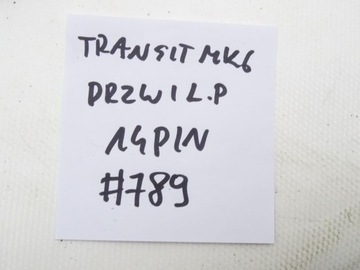 TRANSIT MK6
DRZWI L.P
14PIN
#789